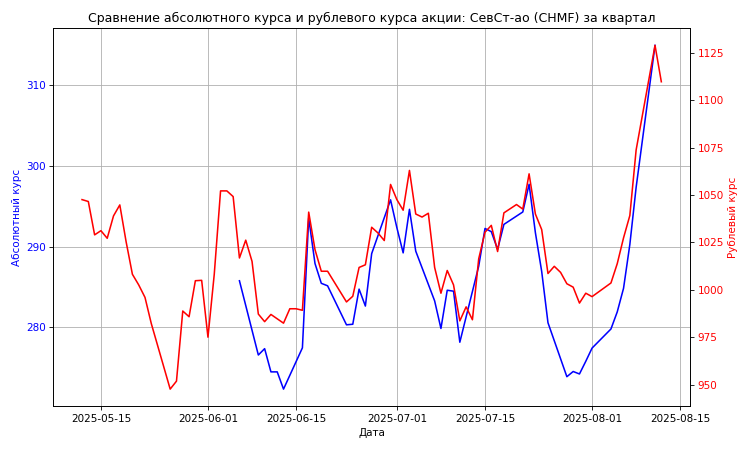 Сравнение абсолютного курса и рублевого курса акции: СевСт-ао (CHMF) за квартал
310
300
290
280
Абсолютный курс
1125
1100
1075
1050
1025
1000
975
950
Рублевый курс
2025-05-15 2025-06-01 2025-06-15 2025-07-01 2025-07-15 2025-08-01 2025-08-15
Дата